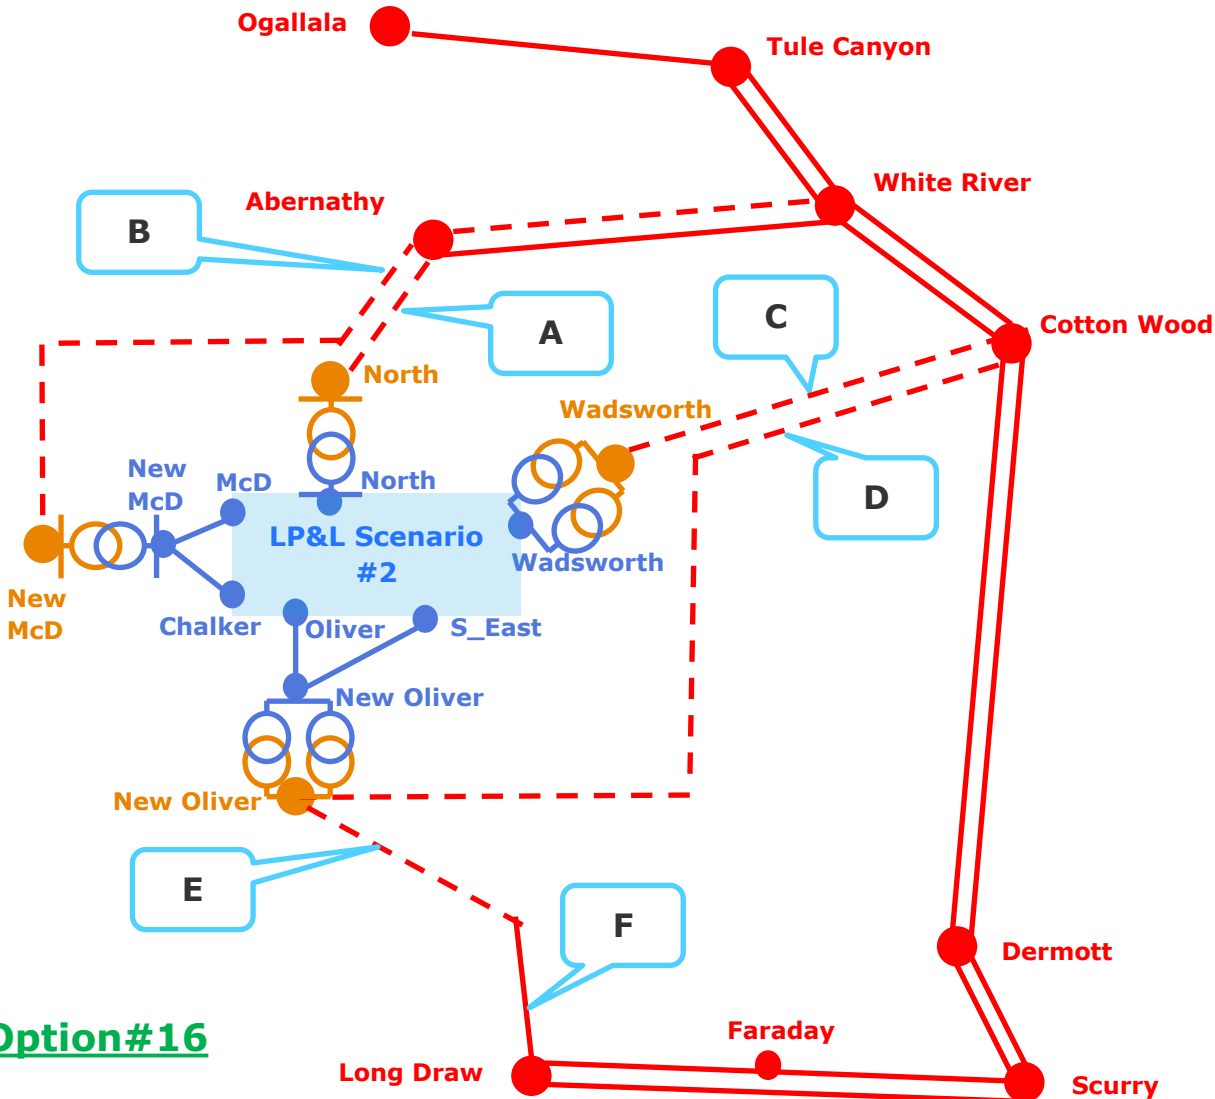 Ogallala
Tule Canyon
White River
Abernathy
B
A
C
Cotton Wood
North
Wadsworth
New
McD
McD
North
D
LP&L Scenario
#2
Wadsworth
New
McD
Chalker
Oliver
S_East
New Oliver
New Oliver
E
F
Dermott
Option#16
Faraday
Long Draw
Scurry